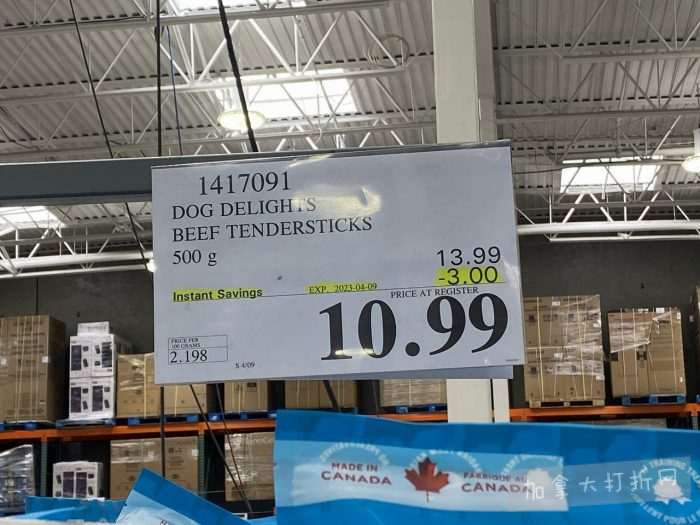 1417091
DOG DELIGHTS
BEEF TENDERSTICKS
500 g
13.99
-3.00
Instant Savings
EXP. 2023-04-09
PRICE AT REGISTER
10.99
PRICE PER
100 GRAMS
2.198
S 4/09
MADE IN
CANADA
FABRIQUÉ AU
CANADA
加拿大打折网